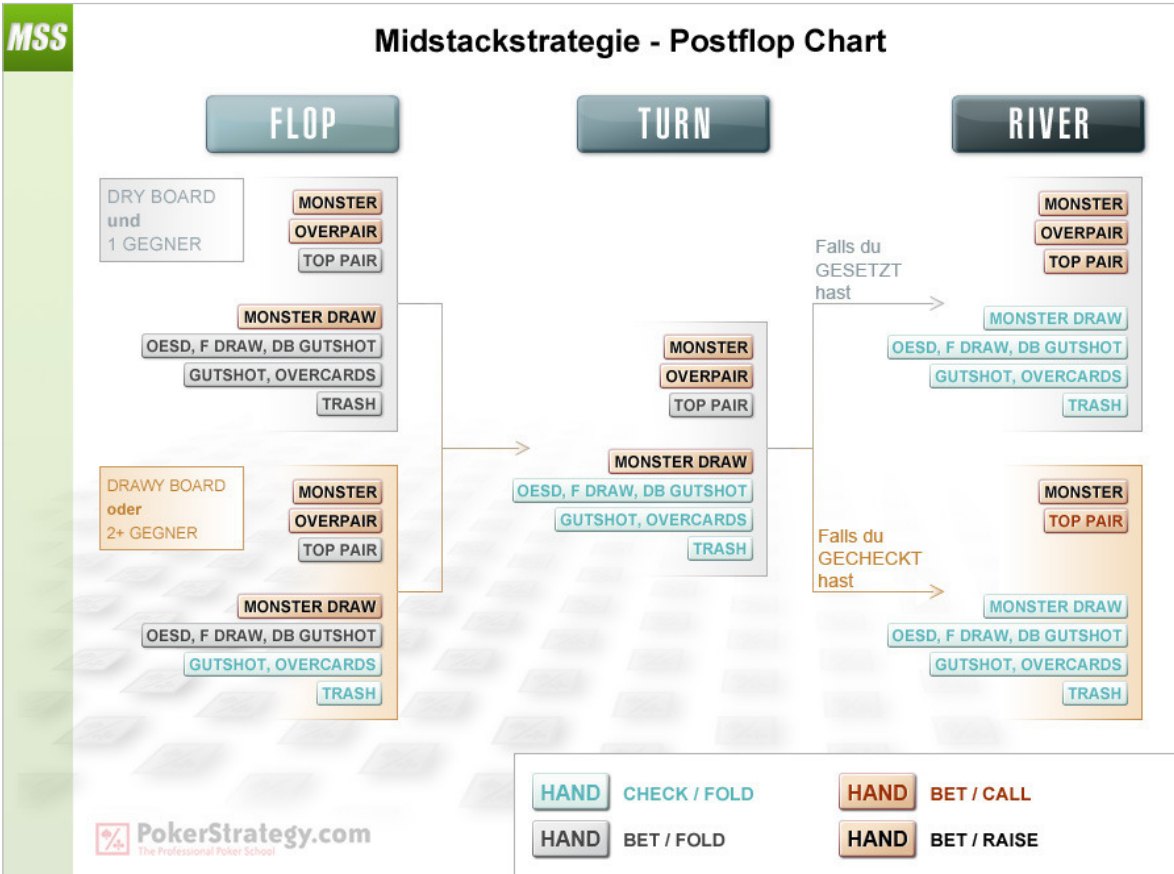 MSS
Midstackstrategie - Postflop Chart
FLOP
TURN
RIVER
DRY BOARD
und
1 GEGNER
MONSTER
OVERPAIR
TOP PAIR
MONSTER DRAW
OESD, F DRAW, DB GUTSHOT
GUTSHOT, OVERCARDS
TRASH
DRAWY BOARD
oder
2+ GEGNER
MONSTER
OVERPAIR
TOP PAIR
MONSTER DRAW
OESD, F DRAW, DB GUTSHOT
GUTSHOT, OVERCARDS
TRASH
MONSTER
OVERPAIR
TOP PAIR
MONSTER DRAW
OESD, F DRAW, DB GUTSHOT
GUTSHOT, OVERCARDS
TRASH
Falls du
GESETZT
hast
MONSTER
OVERPAIR
TOP PAIR
MONSTER DRAW
OESD, F DRAW, DB GUTSHOT
GUTSHOT, OVERCARDS
TRASH
Falls du
GECHECKT
hast
MONSTER
TOP PAIR
MONSTER DRAW
OESD, F DRAW, DB GUTSHOT
GUTSHOT, OVERCARDS
TRASH
HAND CHECK / FOLD
HAND BET / CALL
HAND BET / FOLD
HAND BET / RAISE
PokerStrategy.com
The Professional Poker School